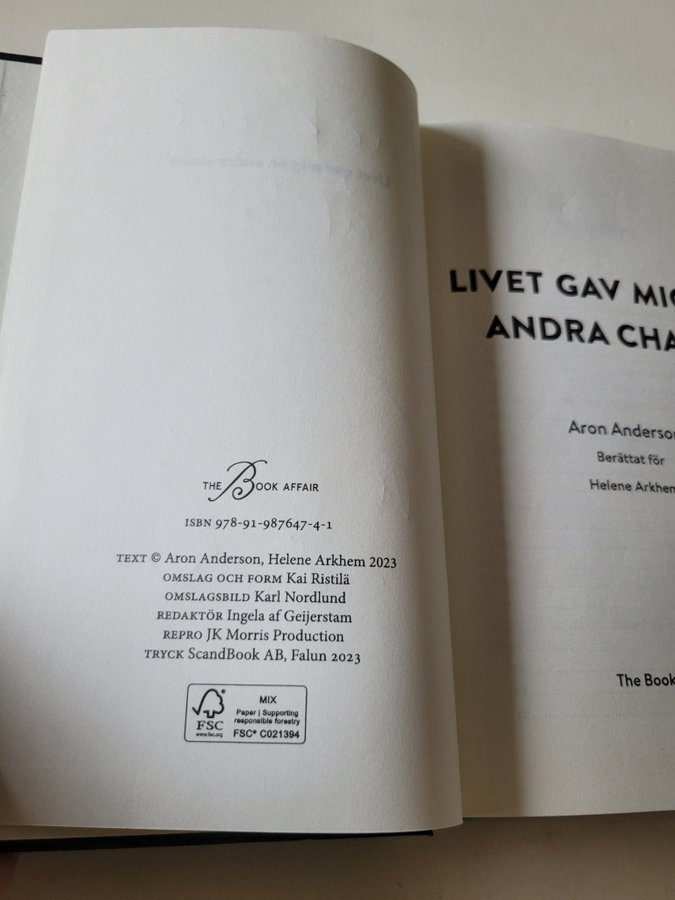 THE BOOK AFFAIR
ISBN 978-91-987647-4-1
TEXT © Aron Anderson, Helene Arkhem 2023
OMSLAG OCH FORM Kai Ristilä
OMSLAGSBILD Karl Nordlund
REDAKTÖR Ingela af Geijerstam
REPRO JK Morris Production
TRYCK ScandBook AB, Falun 2023
FSC
www.fsc.org
MIX
Paper | Supporting
responsible forestry
FSC® C021394
LIVET GAV MIG
ANDRA CHA
Aron Anderson
Berättat för
Helene Arkhem
The Book